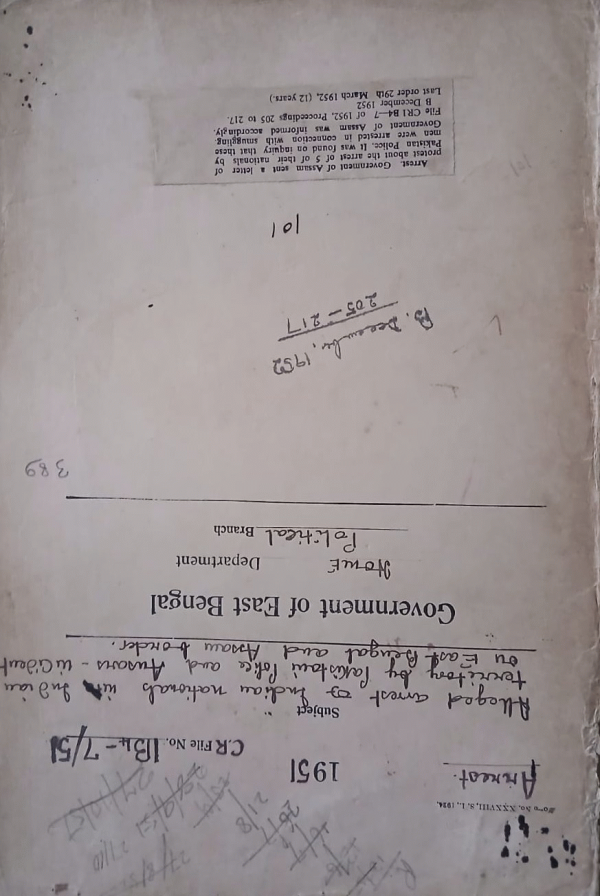 Form No. XXXVIII, S. L., 1934.
Arrest.
1951
C.R File No. 1B4-7/51
Subject
Alleged arrest of Indian nationals in Indian
territory by Pakistani Police and Ansars - incident
on East Bengal and Assam border.
Government of East Bengal
Home Department
Political Branch
389
B. December, 1952
205 - 217
101
Arrest. Government of Assam sent a letter of
protest about the arrest of 5 of their nationals by
Pakistan Police. It was found on inquiry that these
men were arrested in connection with smuggling.
Government of Assam was informed accordingly.
File CR1 B4—7 of 1952, Proceedings 205 to 217.
B December 1952
Last order 29th March 1952, (12 years.)